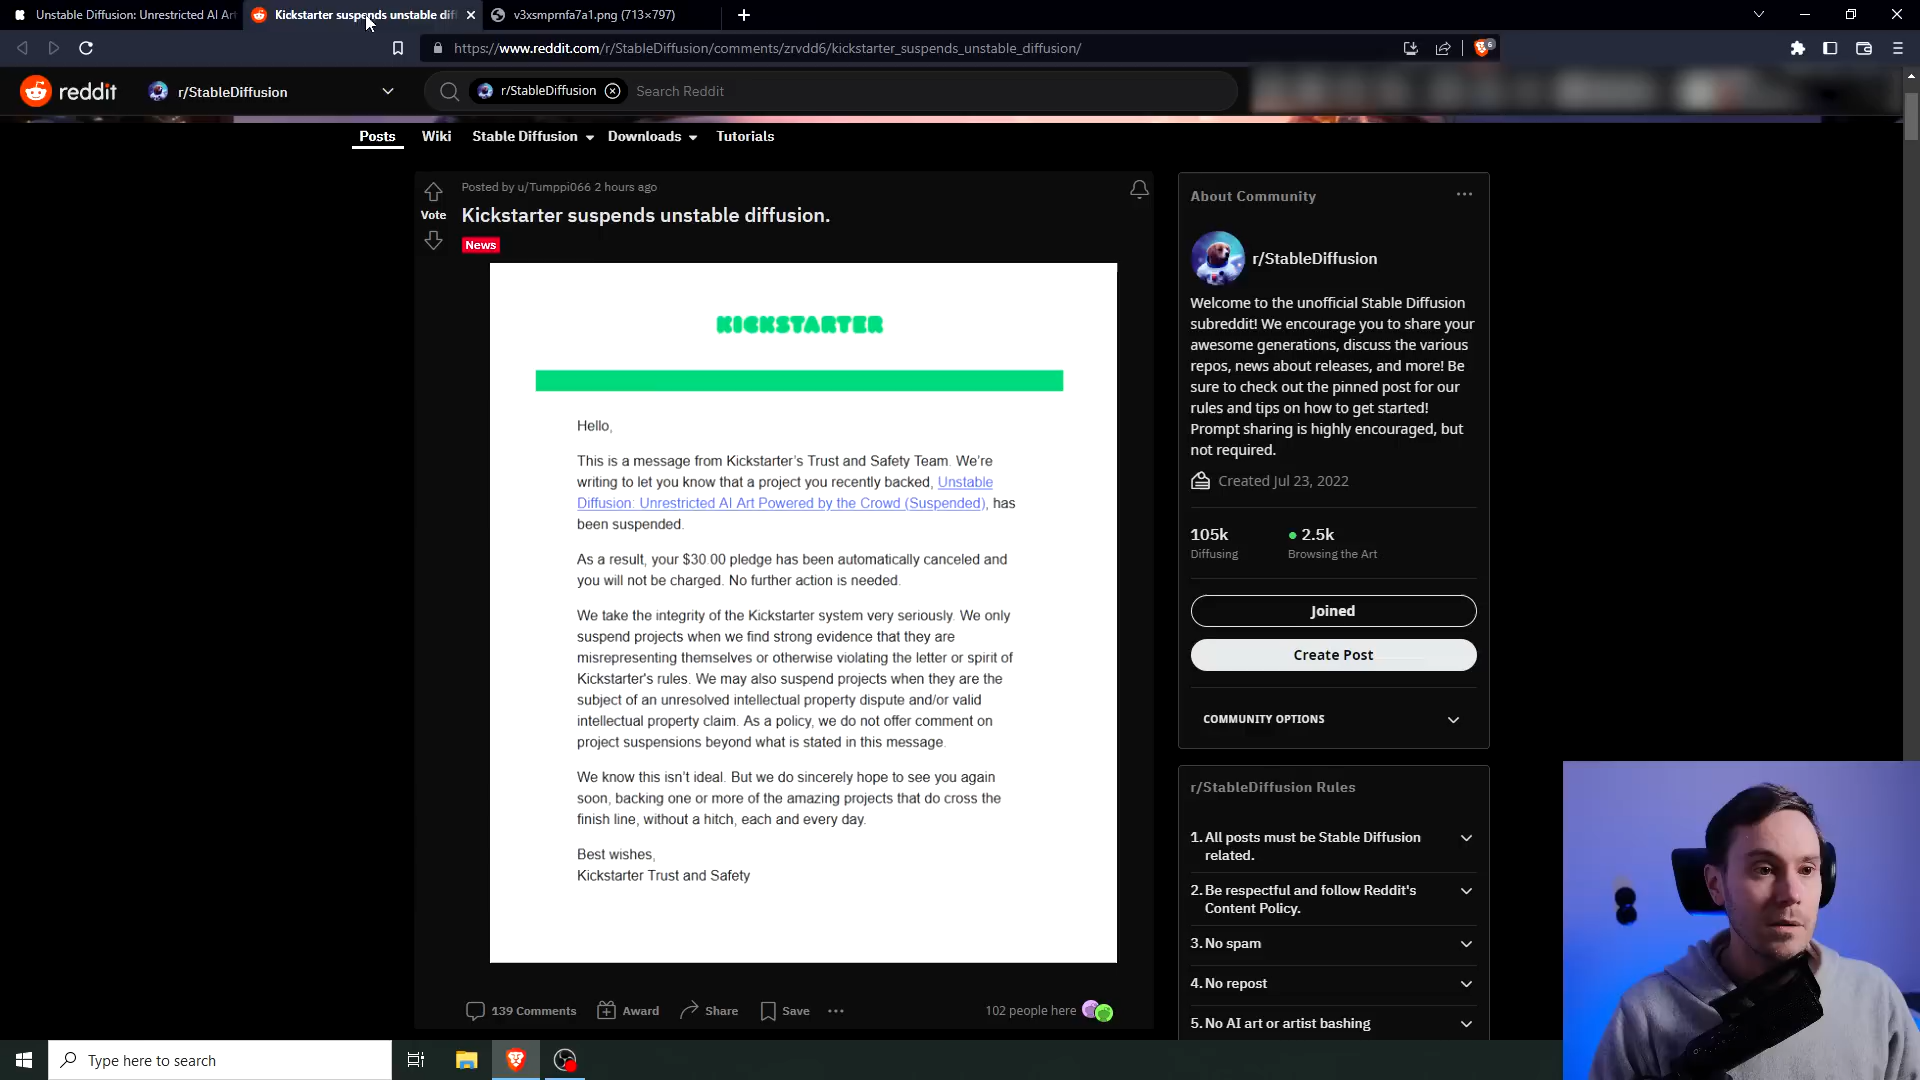 Unstable Diffusion: Unrestricted AI Art
Kickstarter suspends unstable diff
v3xsmprnfa7a1.png (713×797)
https://www.reddit.com/r/StableDiffusion/comments/zrvdd6/kickstarter_suspends_unstable_diffusion/
6
reddit
r/StableDiffusion
r/StableDiffusion
Search Reddit
Posts
Wiki
Stable Diffusion
Downloads
Tutorials
Posted by u/Tumppi066 2 hours ago
Vote
Kickstarter suspends unstable diffusion.
News
KICKSTARTER
Hello,
This is a message from Kickstarter's Trust and Safety Team. We're
writing to let you know that a project you recently backed, Unstable
Diffusion: Unrestricted AI Art Powered by the Crowd (Suspended), has
been suspended.
As a result, your $30.00 pledge has been automatically canceled and
you will not be charged. No further action is needed.
We take the integrity of the Kickstarter system very seriously. We only
suspend projects when we find strong evidence that they are
misrepresenting themselves or otherwise violating the letter or spirit of
Kickstarter's rules. We may also suspend projects when they are the
subject of an unresolved intellectual property dispute and/or valid
intellectual property claim. As a policy, we do not offer comment on
project suspensions beyond what is stated in this message.
We know this isn't ideal. But we do sincerely hope to see you again
soon, backing one or more of the amazing projects that do cross the
finish line, without a hitch, each and every day.
Best wishes,
Kickstarter Trust and Safety
139 Comments
Award
Share
Save
102 people here
About Community
r/StableDiffusion
Welcome to the unofficial Stable Diffusion
subreddit! We encourage you to share your
awesome generations, discuss the various
repos, news about releases, and more! Be
sure to check out the pinned post for our
rules and tips on how to get started!
Prompt sharing is highly encouraged, but
not required.
Created Jul 23, 2022
105k
2.5k
Diffusing
Browsing the Art
Joined
Create Post
COMMUNITY OPTIONS
r/StableDiffusion Rules
1. All posts must be Stable Diffusion
related.
2. Be respectful and follow Reddit's
Content Policy.
3. No spam
4. No repost
5. No AI art or artist bashing
Type here to search